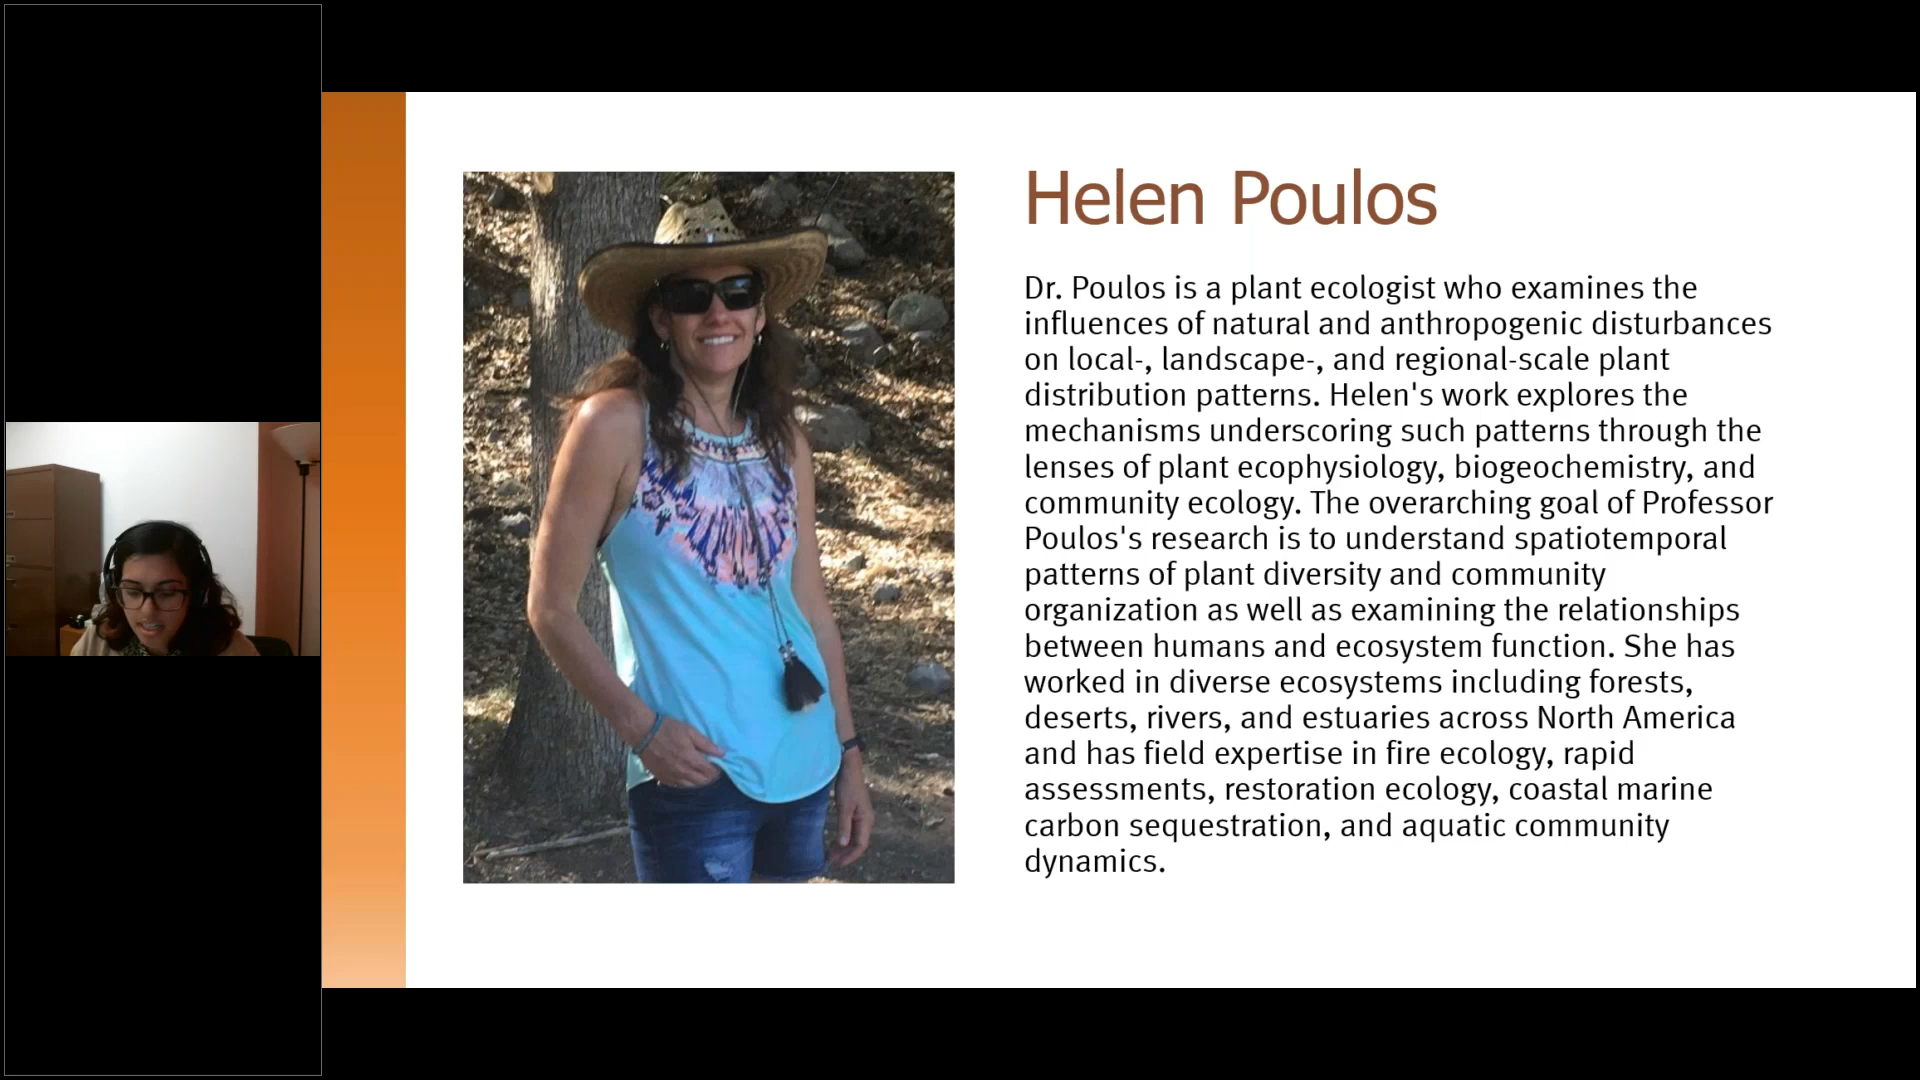 Helen Poulos
Dr. Poulos is a plant ecologist who examines the
influences of natural and anthropogenic disturbances
on local-, landscape-, and regional-scale plant
distribution patterns. Helen's work explores the
mechanisms underscoring such patterns through the
lenses of plant ecophysiology, biogeochemistry, and
community ecology. The overarching goal of Professor
Poulos's research is to understand spatiotemporal
patterns of plant diversity and community
organization as well as examining the relationships
between humans and ecosystem function. She has
worked in diverse ecosystems including forests,
deserts, rivers, and estuaries across North America
and has field expertise in fire ecology, rapid
assessments, restoration ecology, coastal marine
carbon sequestration, and aquatic community
dynamics.